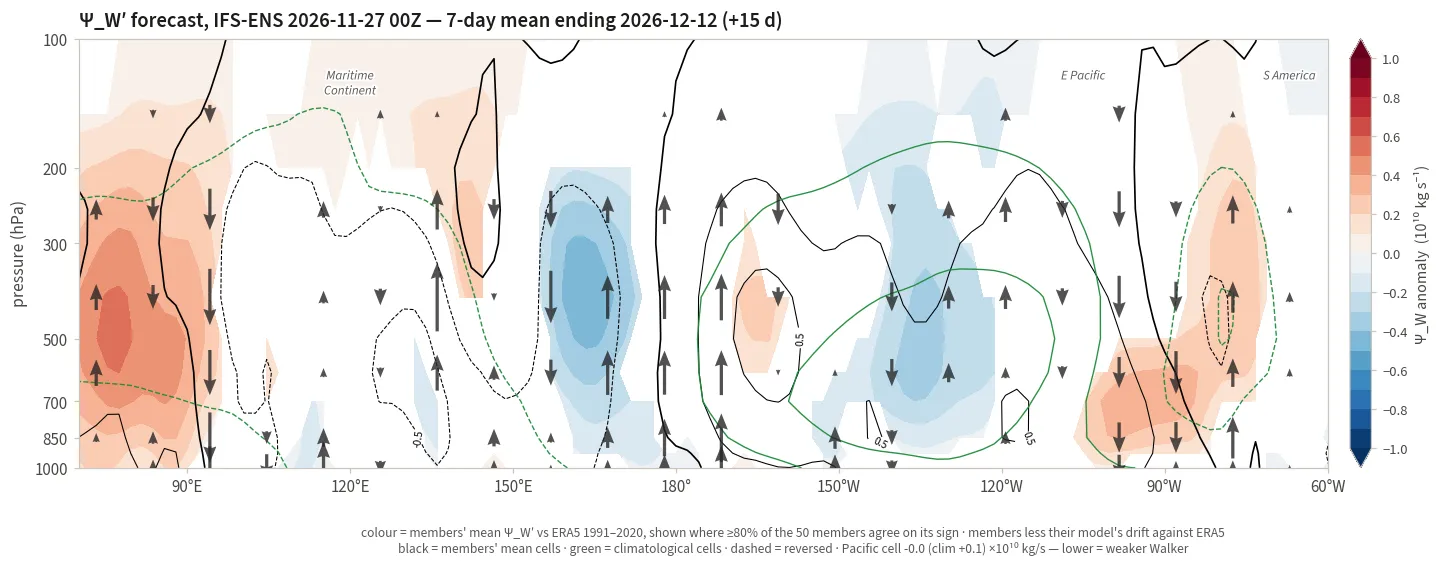 Ψ_W′ forecast, IFS-ENS 2026-11-27 00Z — 7-day mean ending 2026-12-12 (+15 d)
Maritime
Continent
E Pacific
S America
pressure (hPa)
100
200
300
400
500
700
850
1000
0.5
0.5
0.5
-0.5
90°E
120°E
150°E
180°
150°W
120°W
90°W
60°W
1.0
0.8
0.6
0.4
0.2
0.0
−0.2
−0.4
−0.6
−0.8
−1.0
Ψ_W anomaly (10¹⁰ kg s⁻¹)
colour = members' mean Ψ_W′ vs ERA5 1991–2020, shown where ≥80% of the 50 members agree on its sign · members less their model's drift against ERA5
black = members' mean cells · green = climatological cells · dashed = reversed · Pacific cell -0.0 (clim +0.1) ×10¹⁰ kg/s — lower = weaker Walker